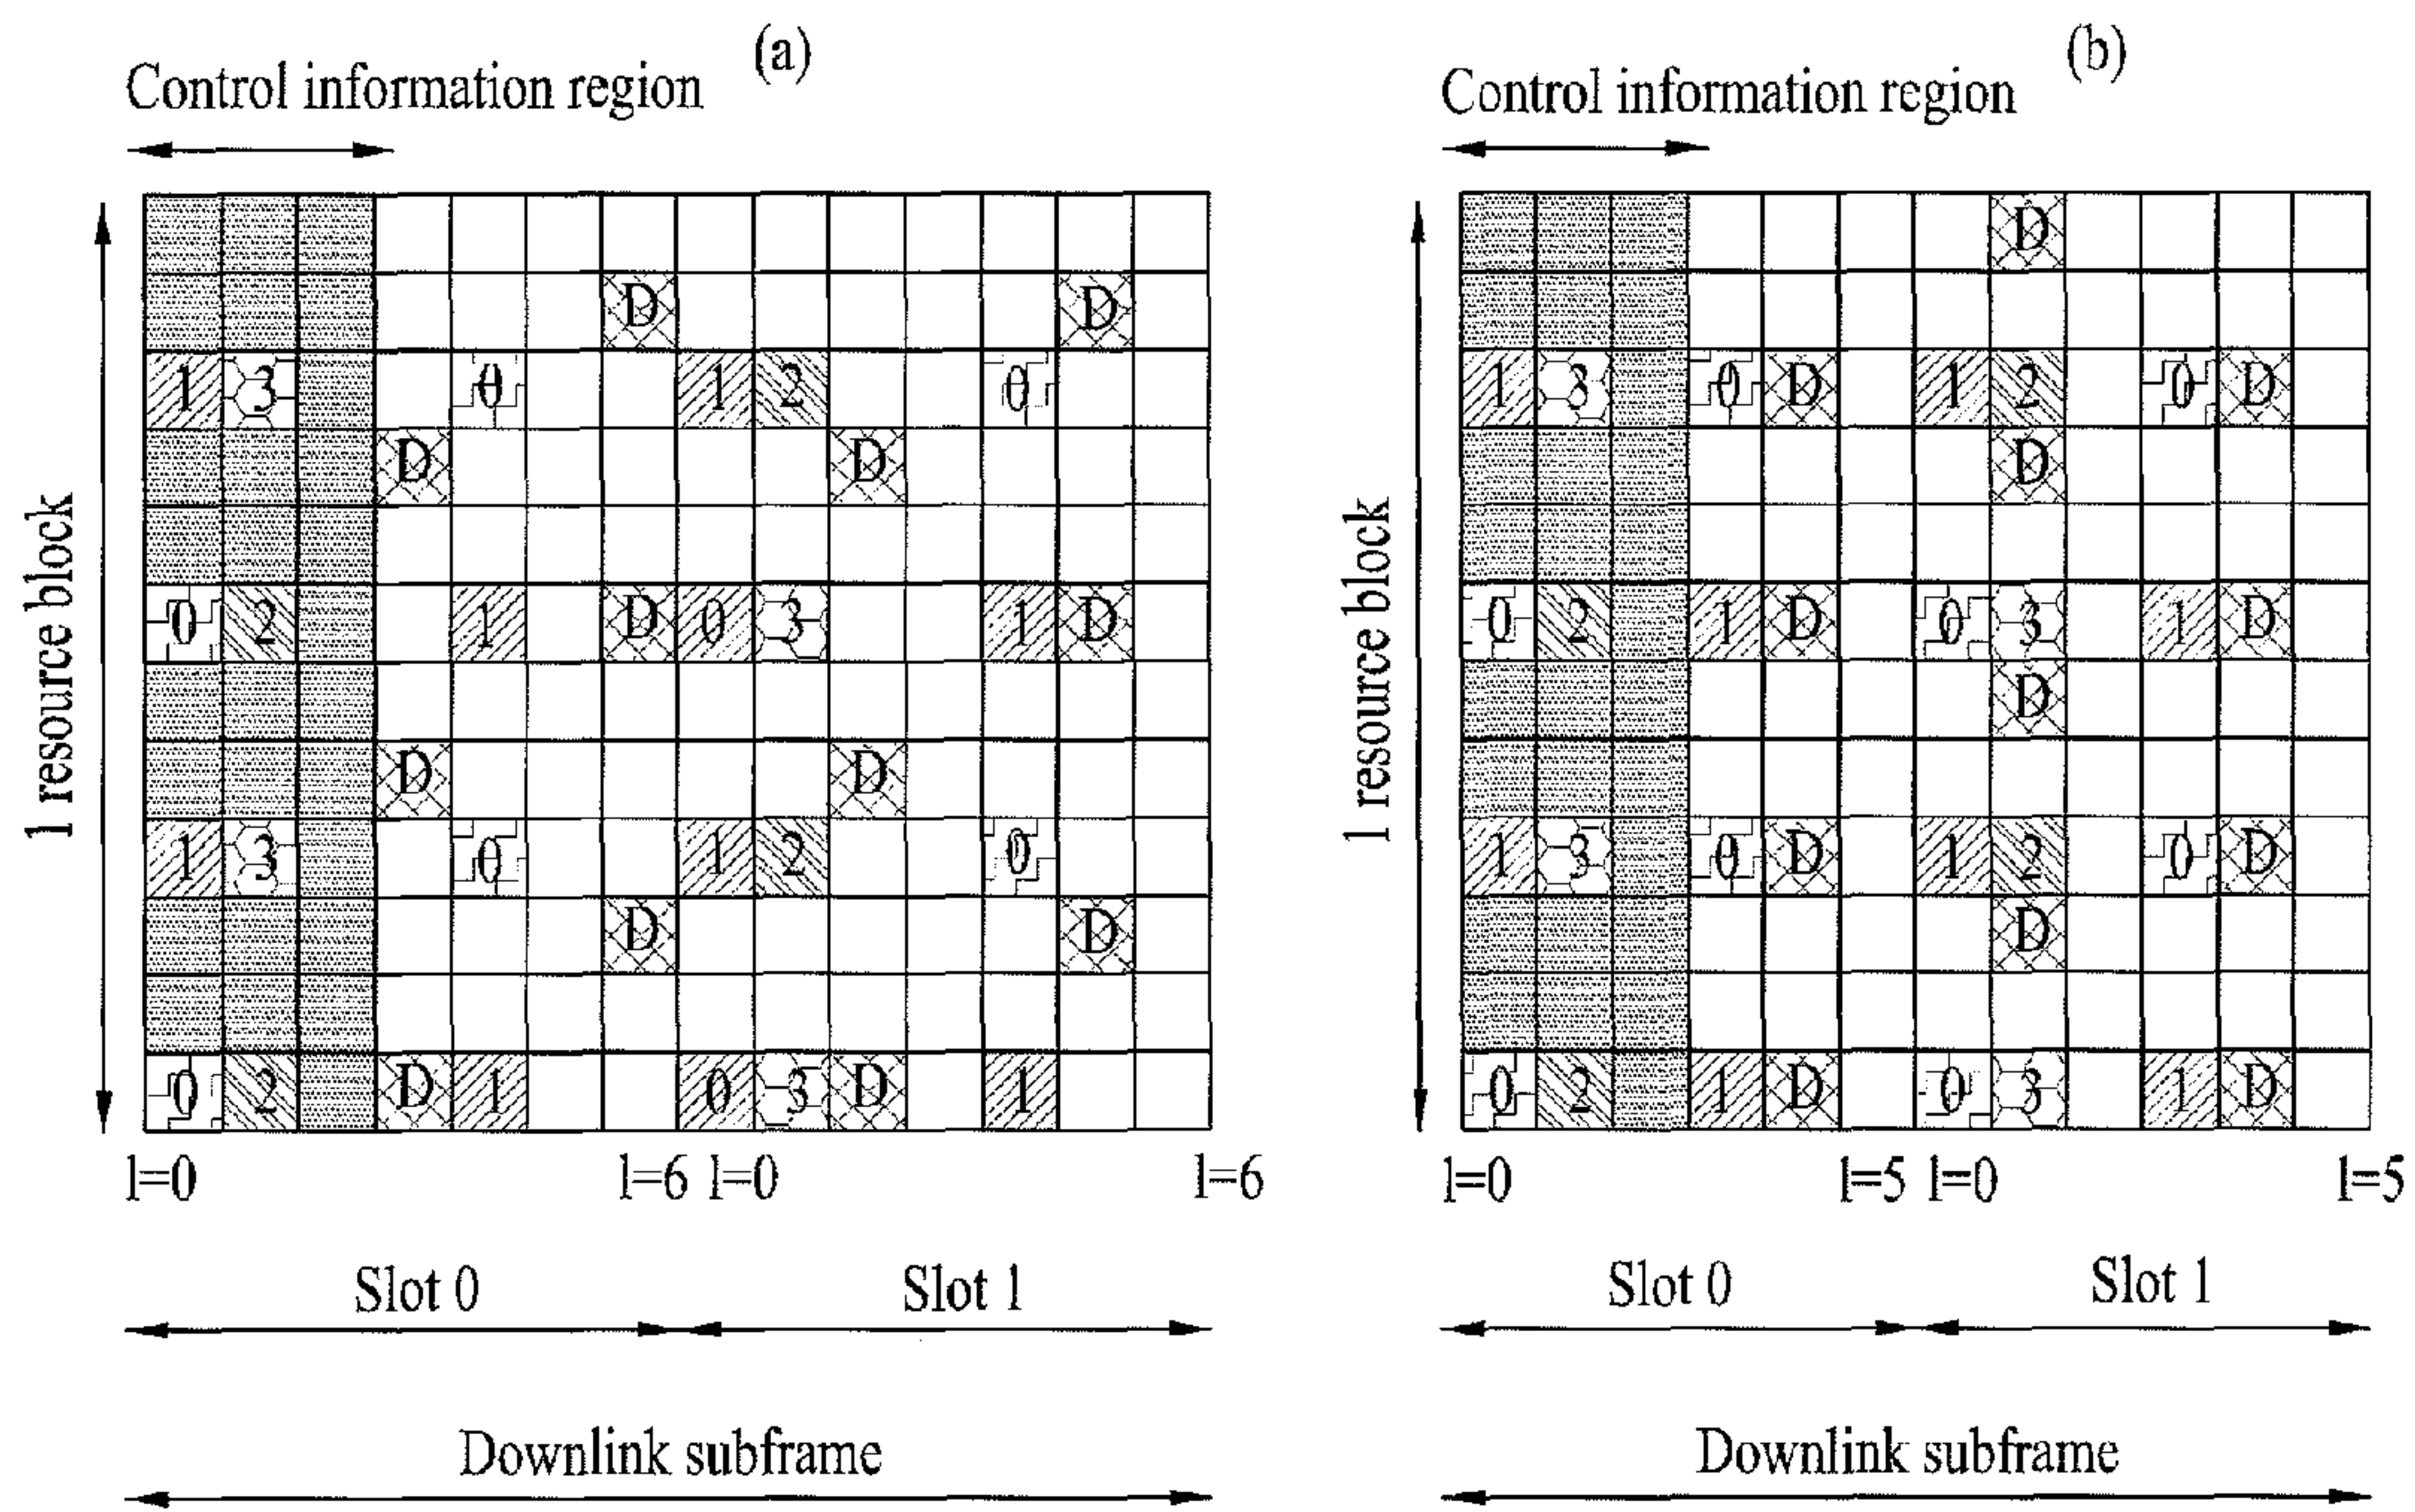 (a)
Control information region
1 resource block
D D
1 3 0 1 2 0
D D
0 2 1 D 0 3 1 D
D D
1 3 0 1 2 0
D D
0 2 D 1 0 3 D 1
l=0 l=6 l=0 l=6
Slot 0 Slot 1
Downlink subframe
(b)
Control information region
1 resource block
D
1 3 0 D 1 2 0 D
D
0 2 1 D 0 3 1 D
D
1 3 0 D 1 2 0 D
D
0 2 1 D 0 3 1 D
l=0 l=5 l=0 l=5
Slot 0 Slot 1
Downlink subframe